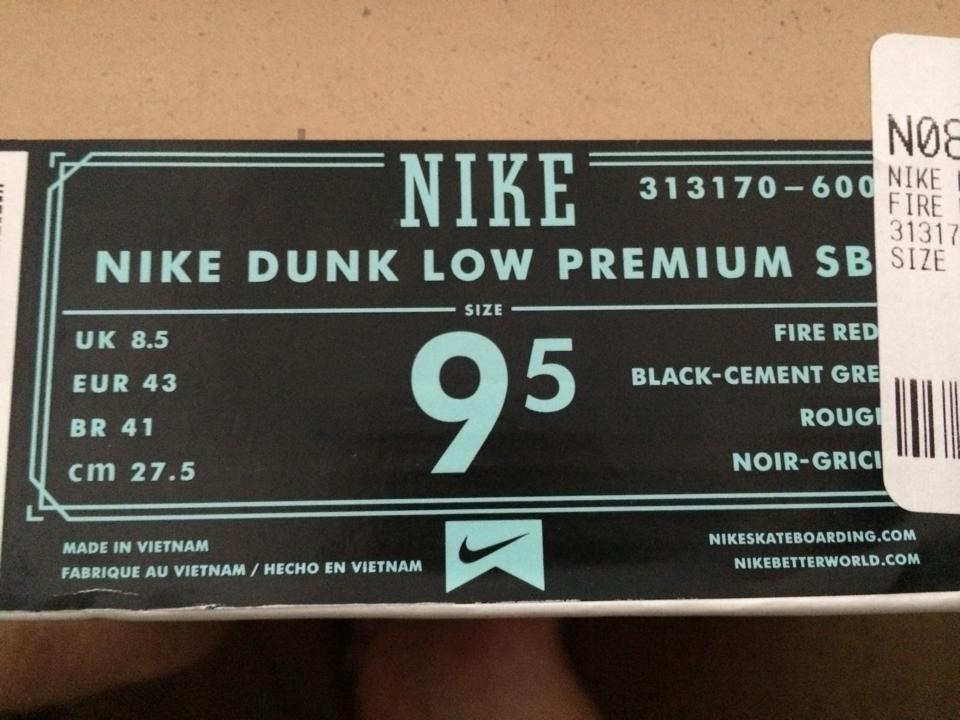 NIKE
313170-600
NIKE DUNK LOW PREMIUM SB
SIZE
9.5
UK 8.5
EUR 43
BR 41
cm 27.5
FIRE RED
BLACK-CEMENT GRE
ROUG
NOIR-GRIC
MADE IN VIETNAM
FABRIQUE AU VIETNAM / HECHO EN VIETNAM
NIKESKATEBOARDING.COM
NIKEBETTERWORLD.COM
N08
NIKE
FIRE
31317
SIZE